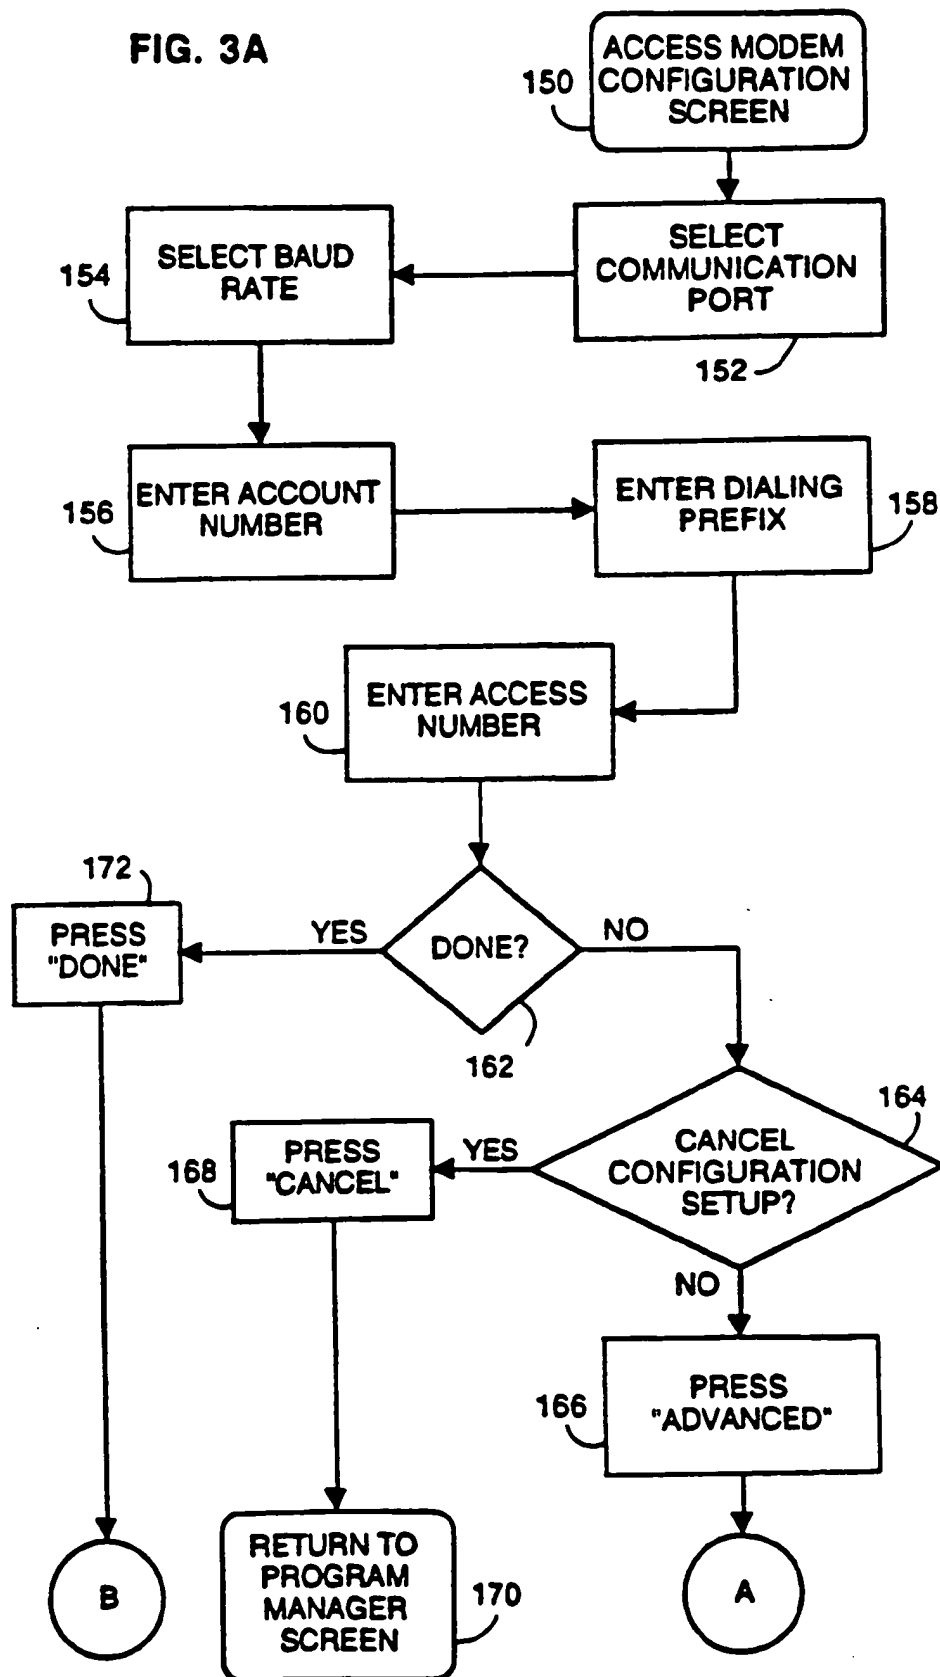 FIG. 3A
150
ACCESS MODEM
CONFIGURATION
SCREEN
154
SELECT BAUD
RATE
SELECT
COMMUNICATION
PORT
152
156
ENTER ACCOUNT
NUMBER
ENTER DIALING
PREFIX
158
160
ENTER ACCESS
NUMBER
172
PRESS
"DONE"
YES
DONE?
NO
162
164
168
PRESS
"CANCEL"
YES
CANCEL
CONFIGURATION
SETUP?
NO
166
PRESS
"ADVANCED"
B
RETURN TO
PROGRAM
MANAGER
SCREEN
170
A